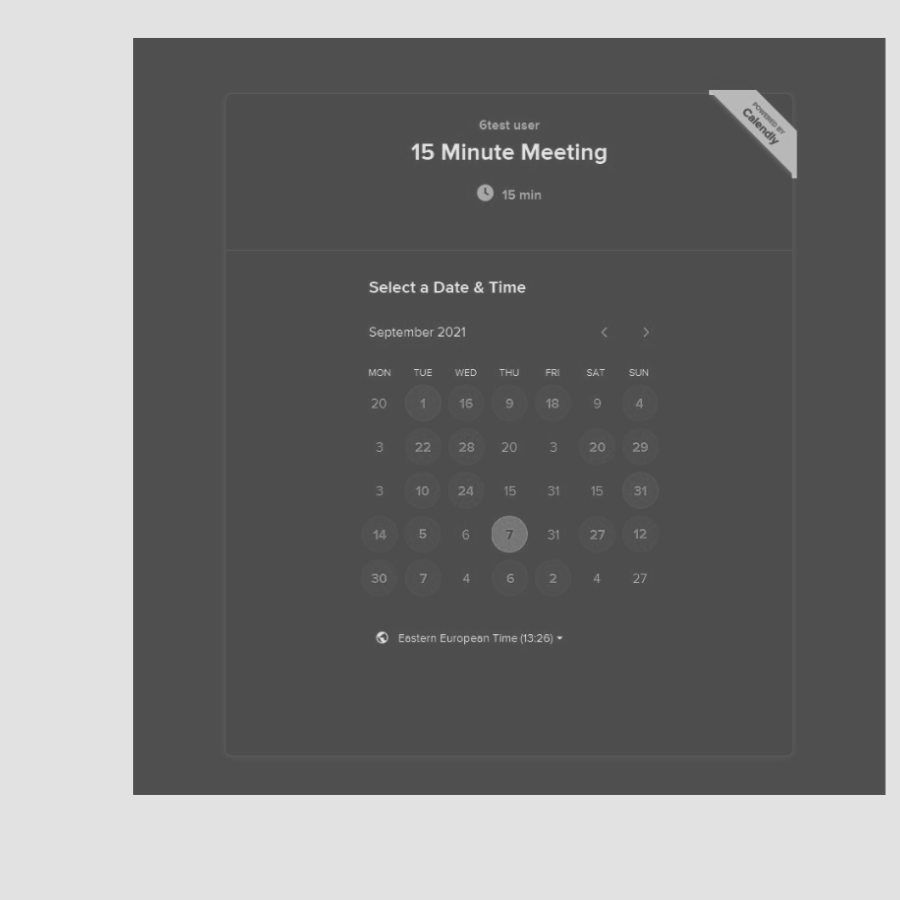 POWERED BY
Calendly
6test user
15 Minute Meeting
15 min
Select a Date & Time
September 2021
MON TUE WED THU FRI SAT SUN
20 1 16 9 18 9 4
3 22 28 20 3 20 29
3 10 24 15 31 15 31
14 5 6 7 31 27 12
30 7 4 6 2 4 27
Eastern European Time (13:26)